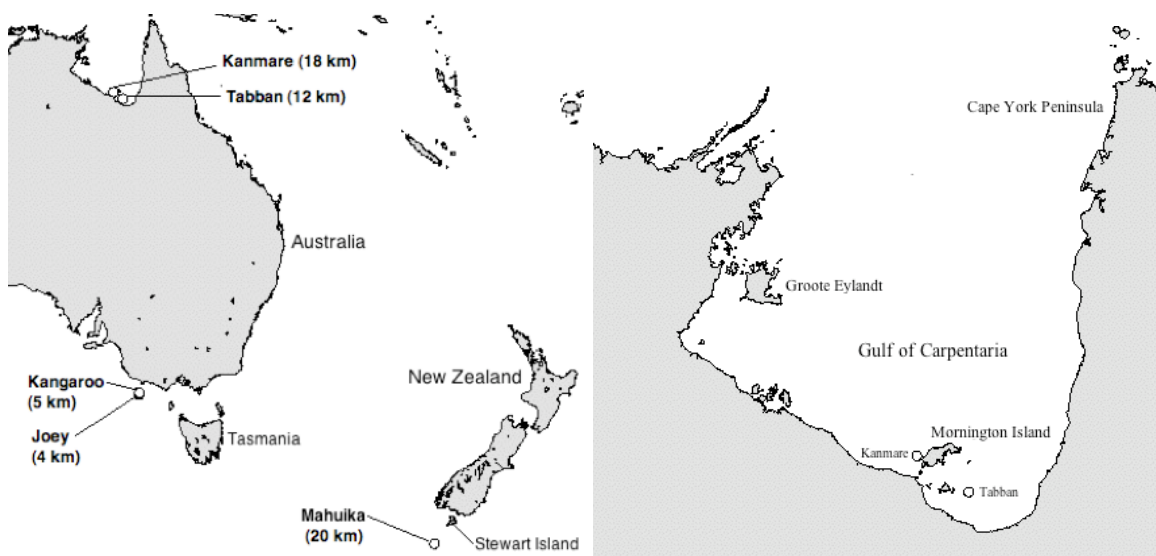 Kanmare (18 km)
Tabban (12 km)
Australia
Kangaroo
(5 km)
Joey
(4 km)
Tasmania
New Zealand
Mahuika
(20 km)
Stewart Island
Cape York Peninsula
Groote Eylandt
Gulf of Carpentaria
Mornington Island
Kanmare
Tabban